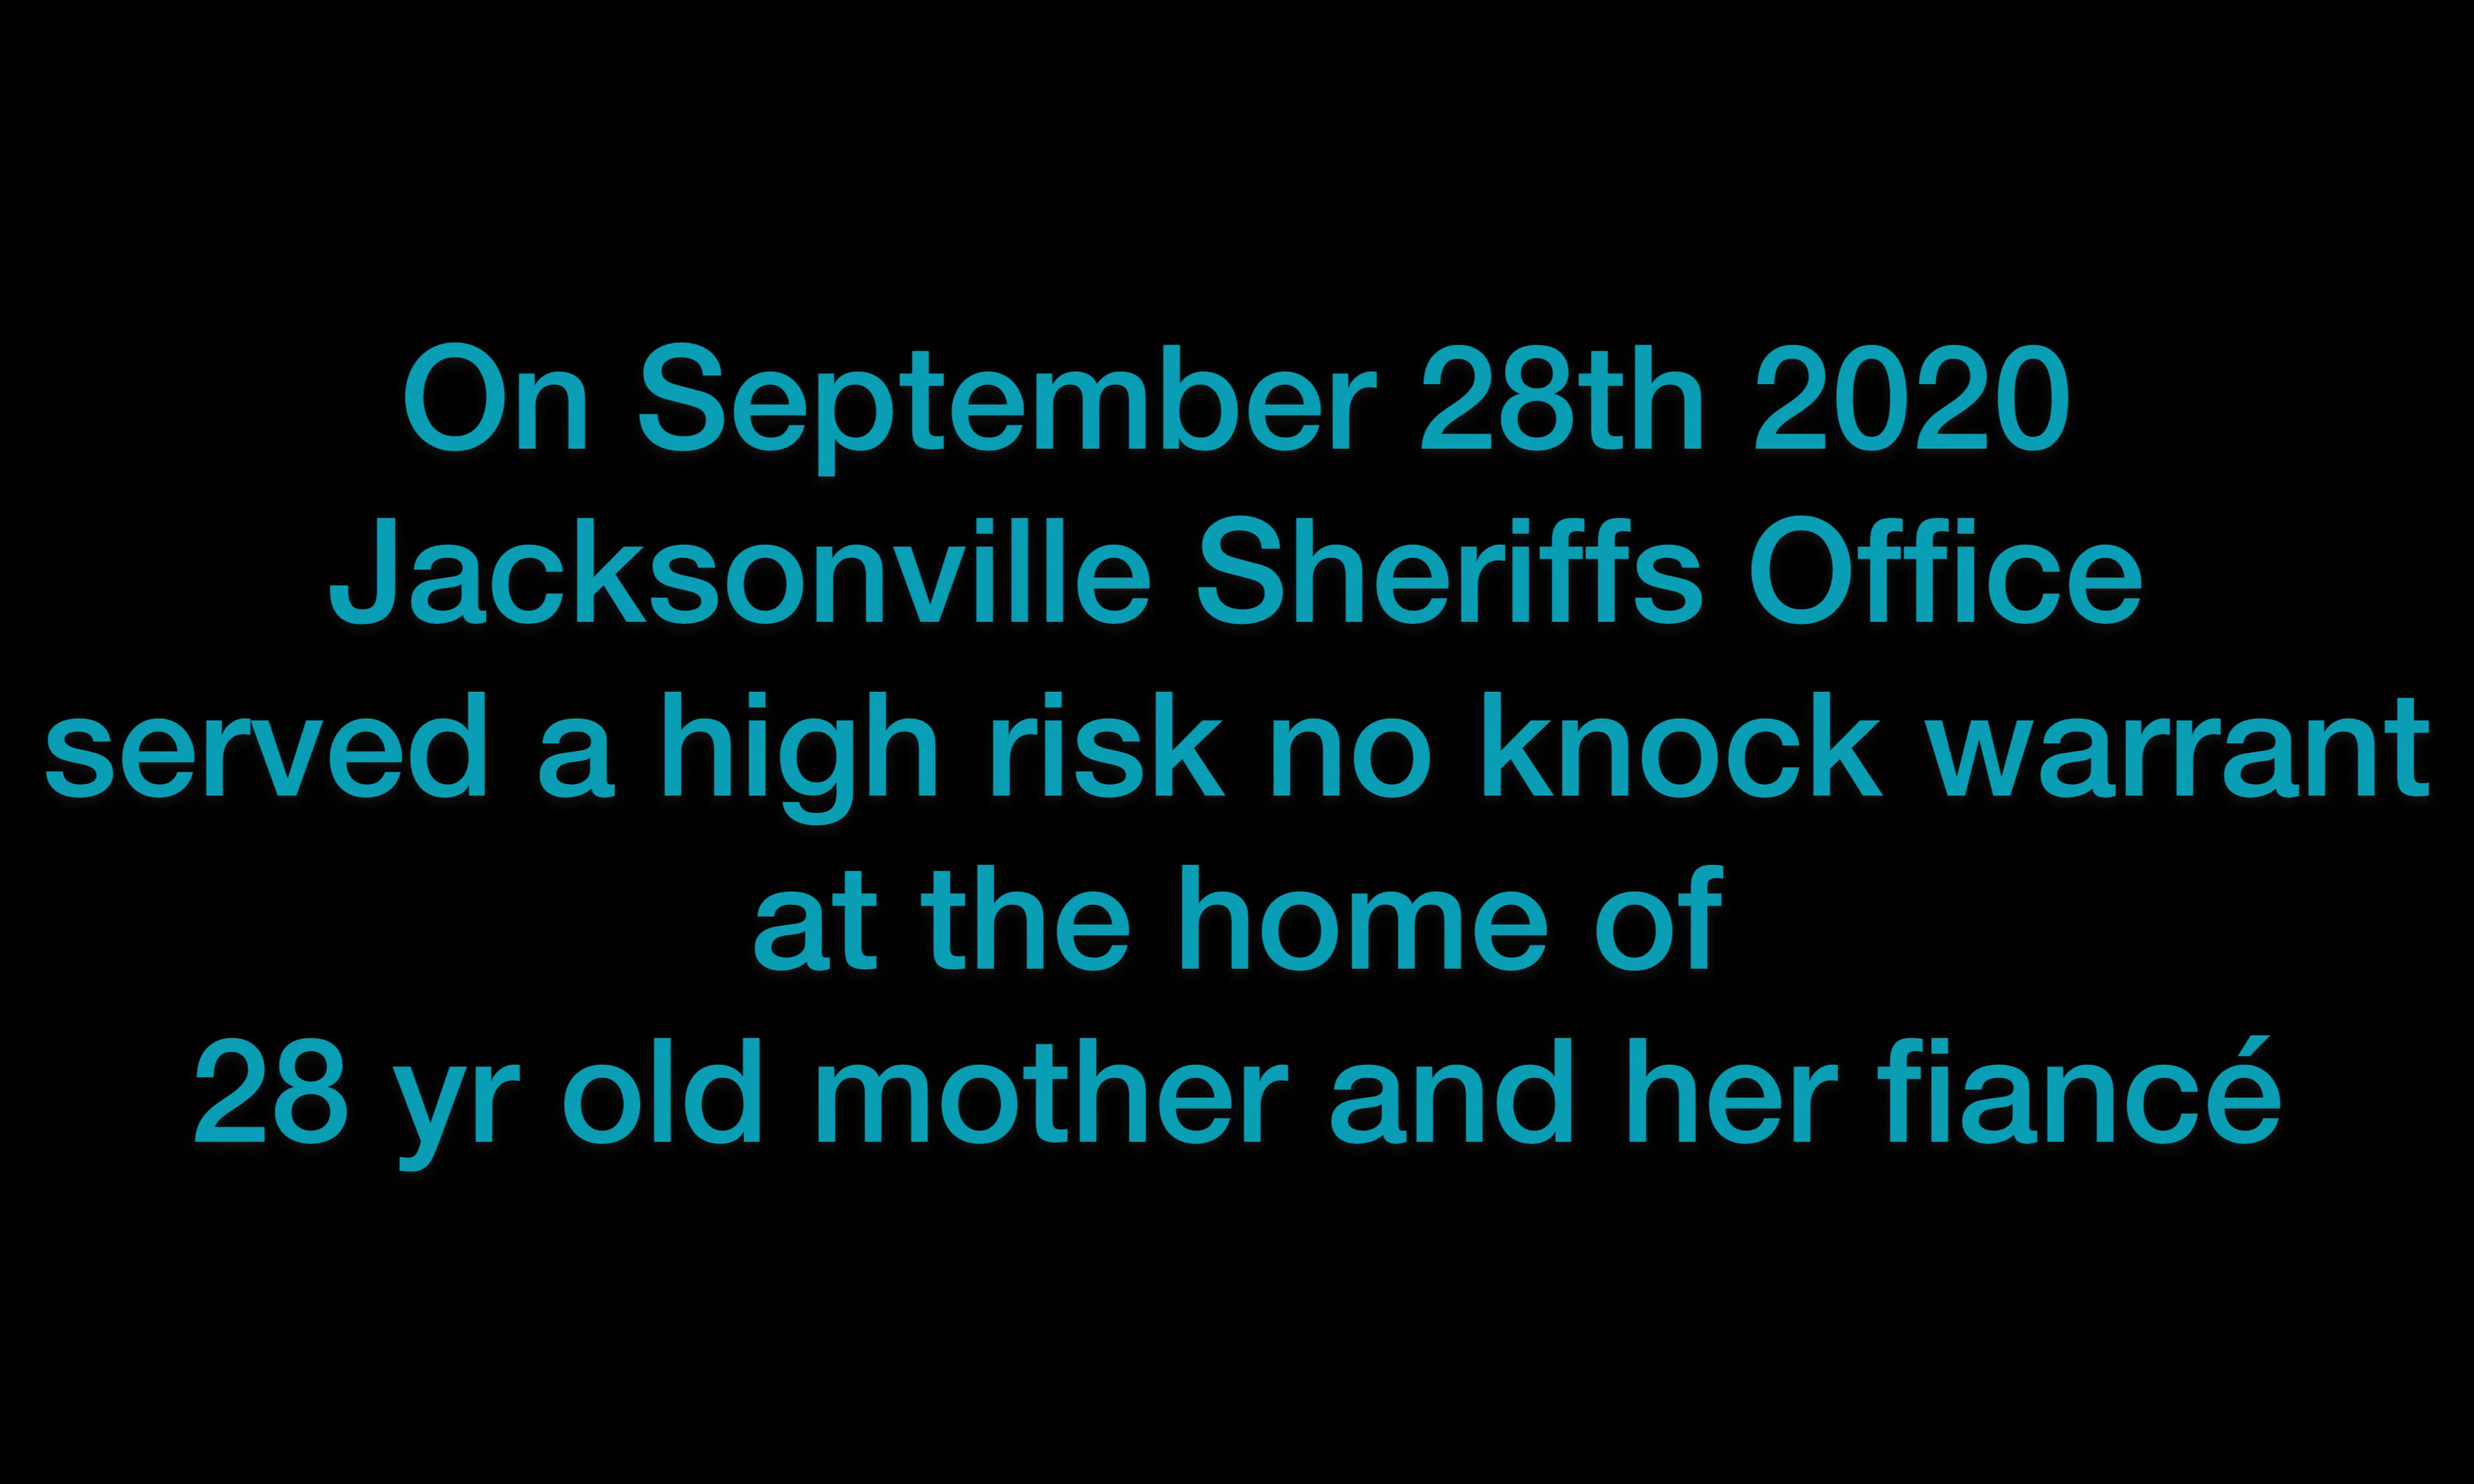 On September 28th 2020
Jacksonville Sheriffs Office
served a high risk no knock warrant
at the home of
28 yr old mother and her fiancé